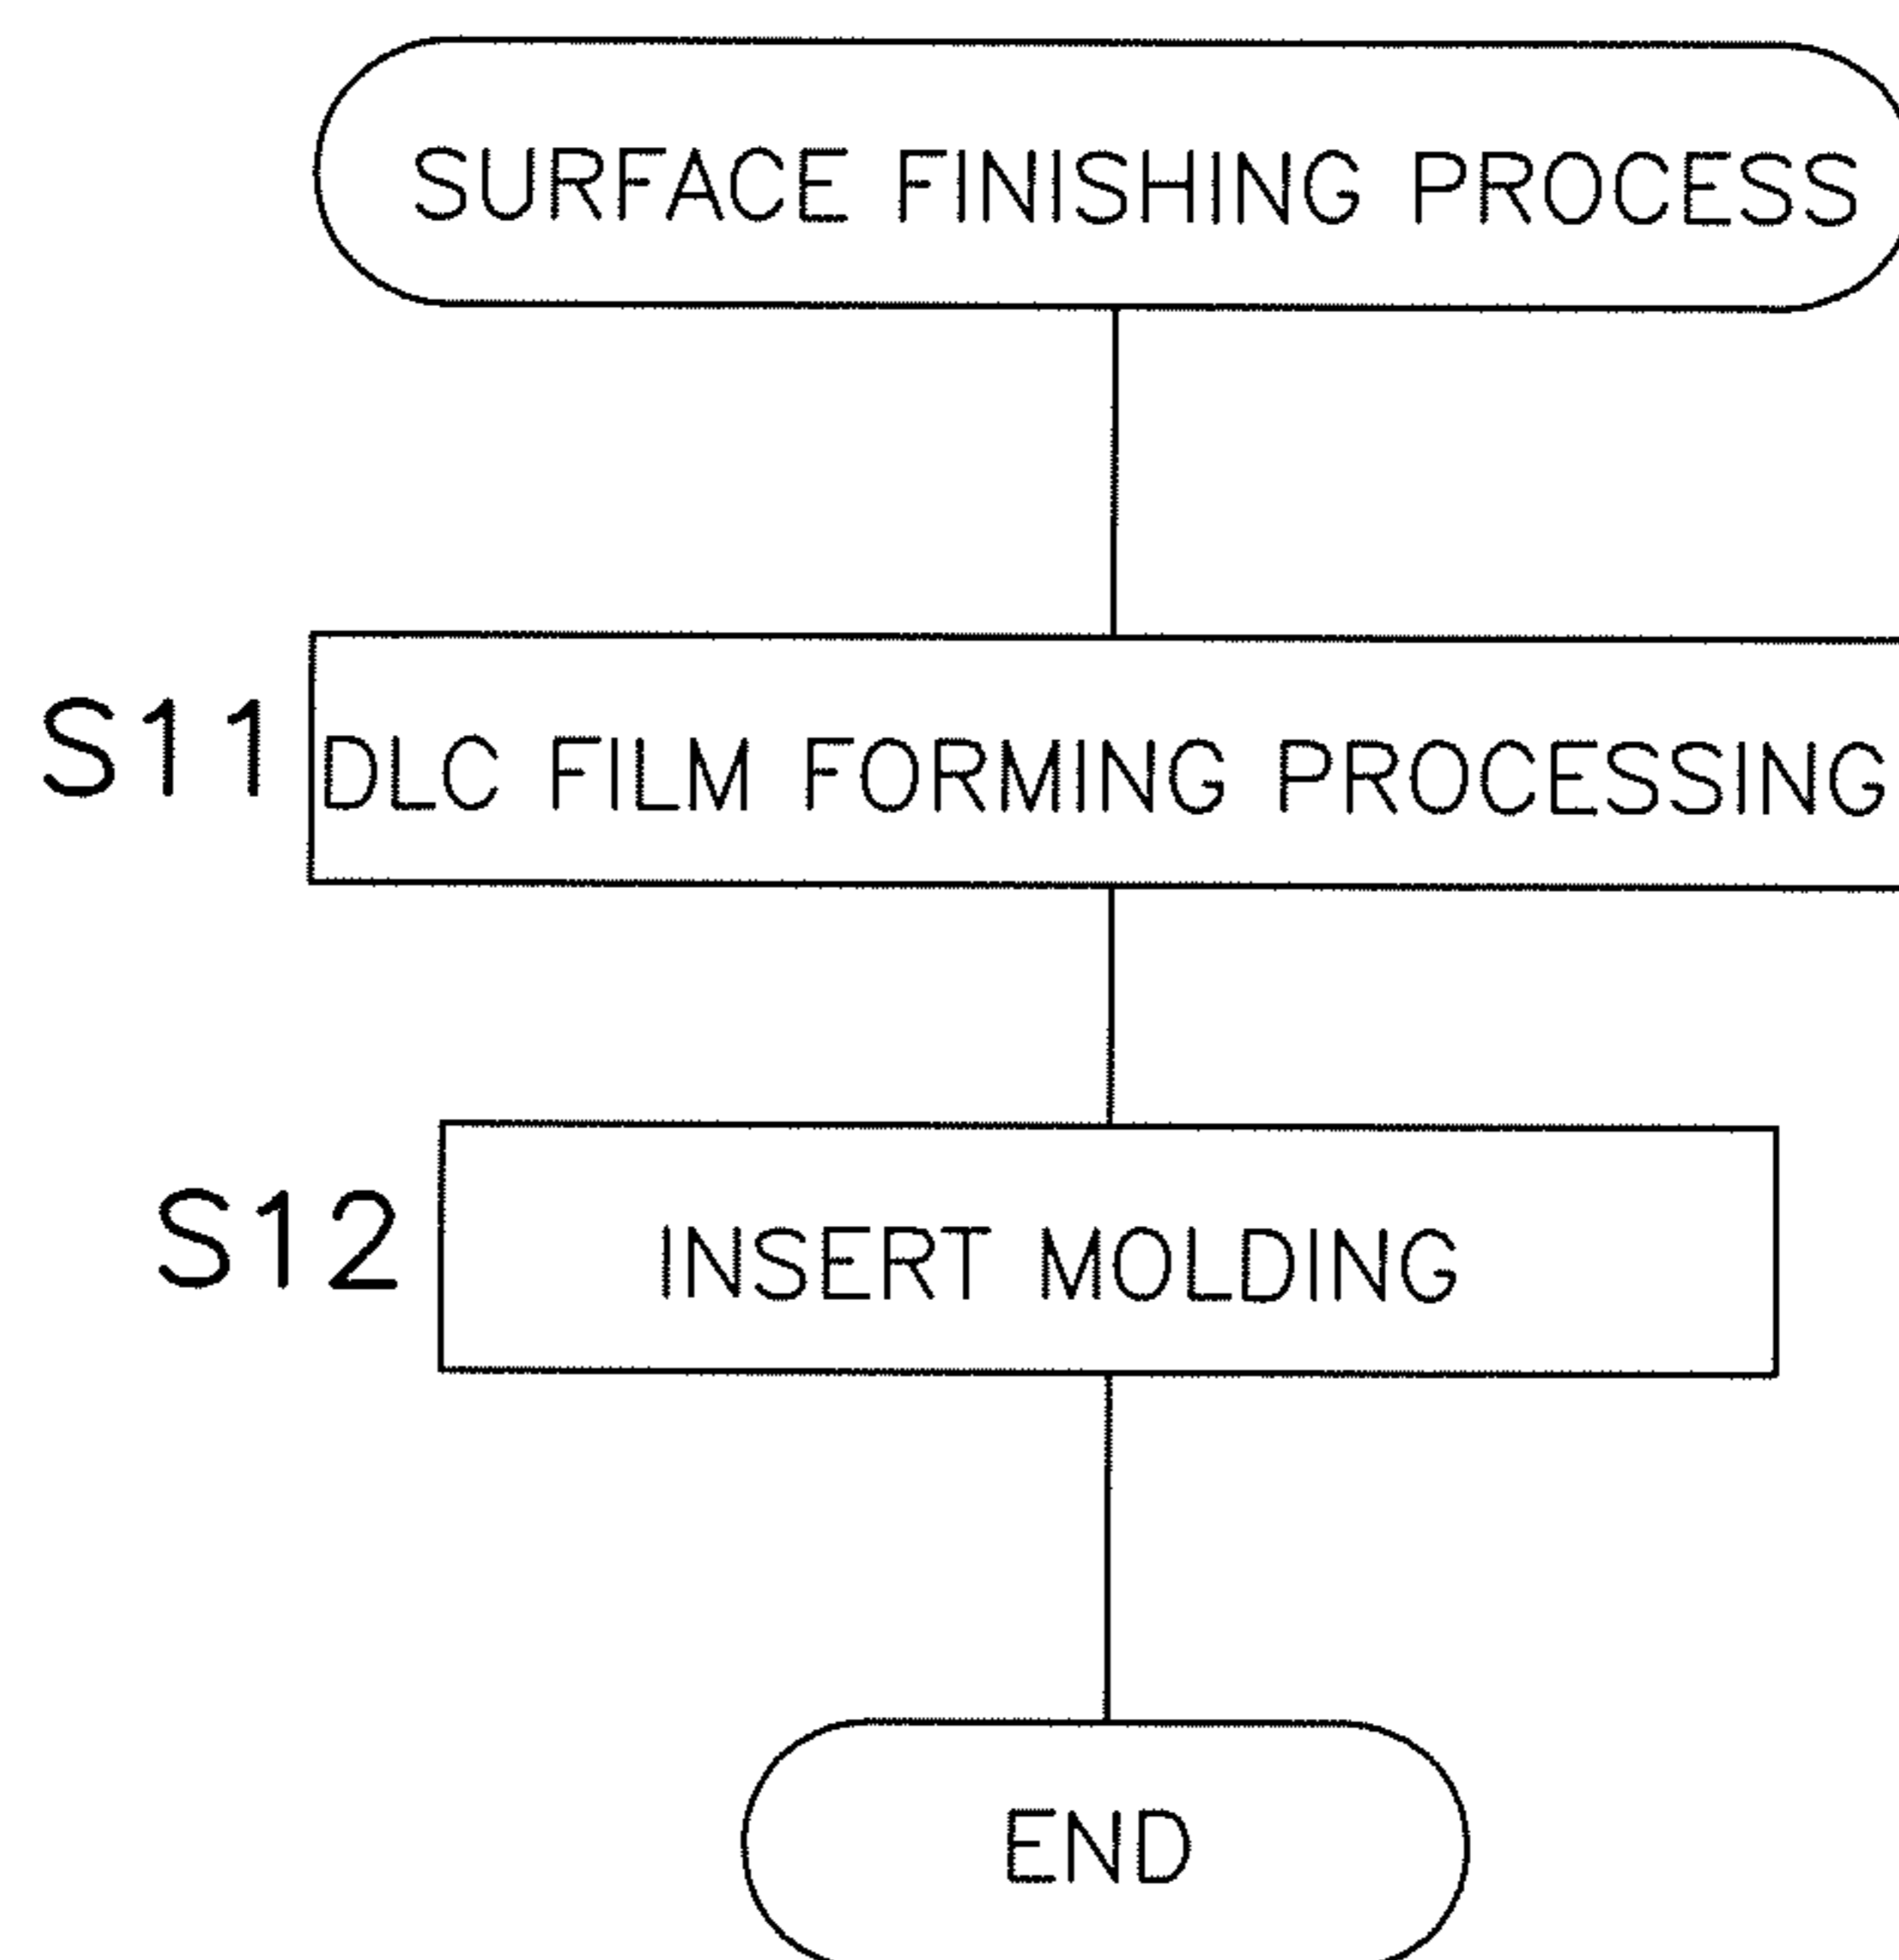 SURFACE FINISHING PROCESS
S11 DLC FILM FORMING PROCESSING
S12 INSERT MOLDING
END